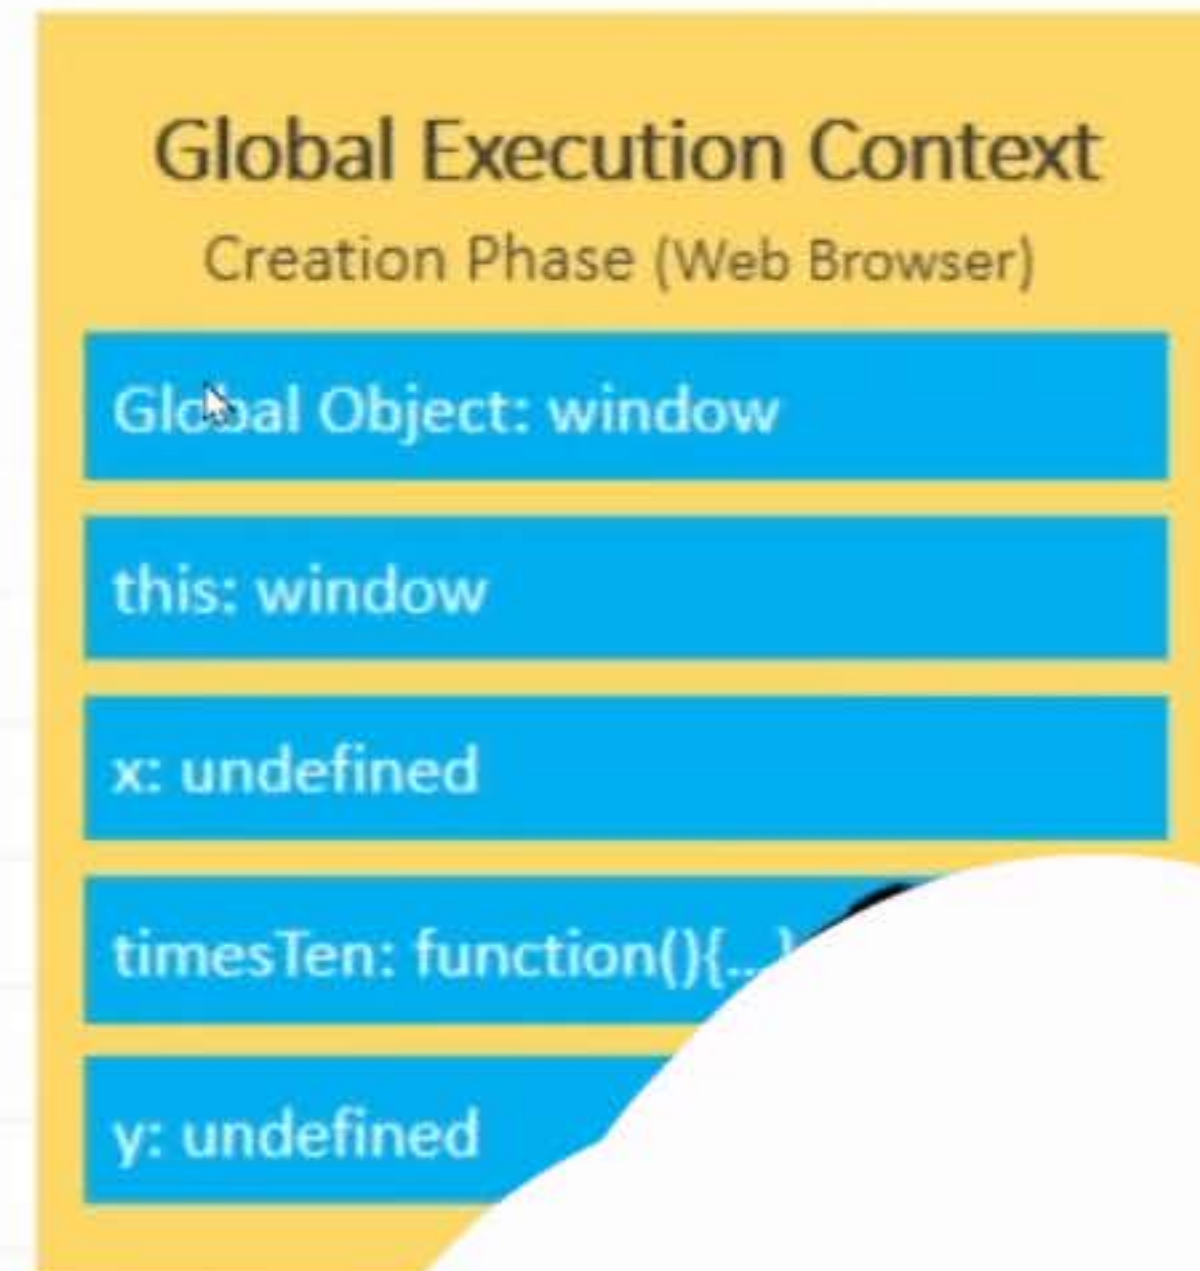 Global Execution Context
Creation Phase (Web Browser)
Global Object: window
this: window
x: undefined
timesTen: function(){...}
y: undefined